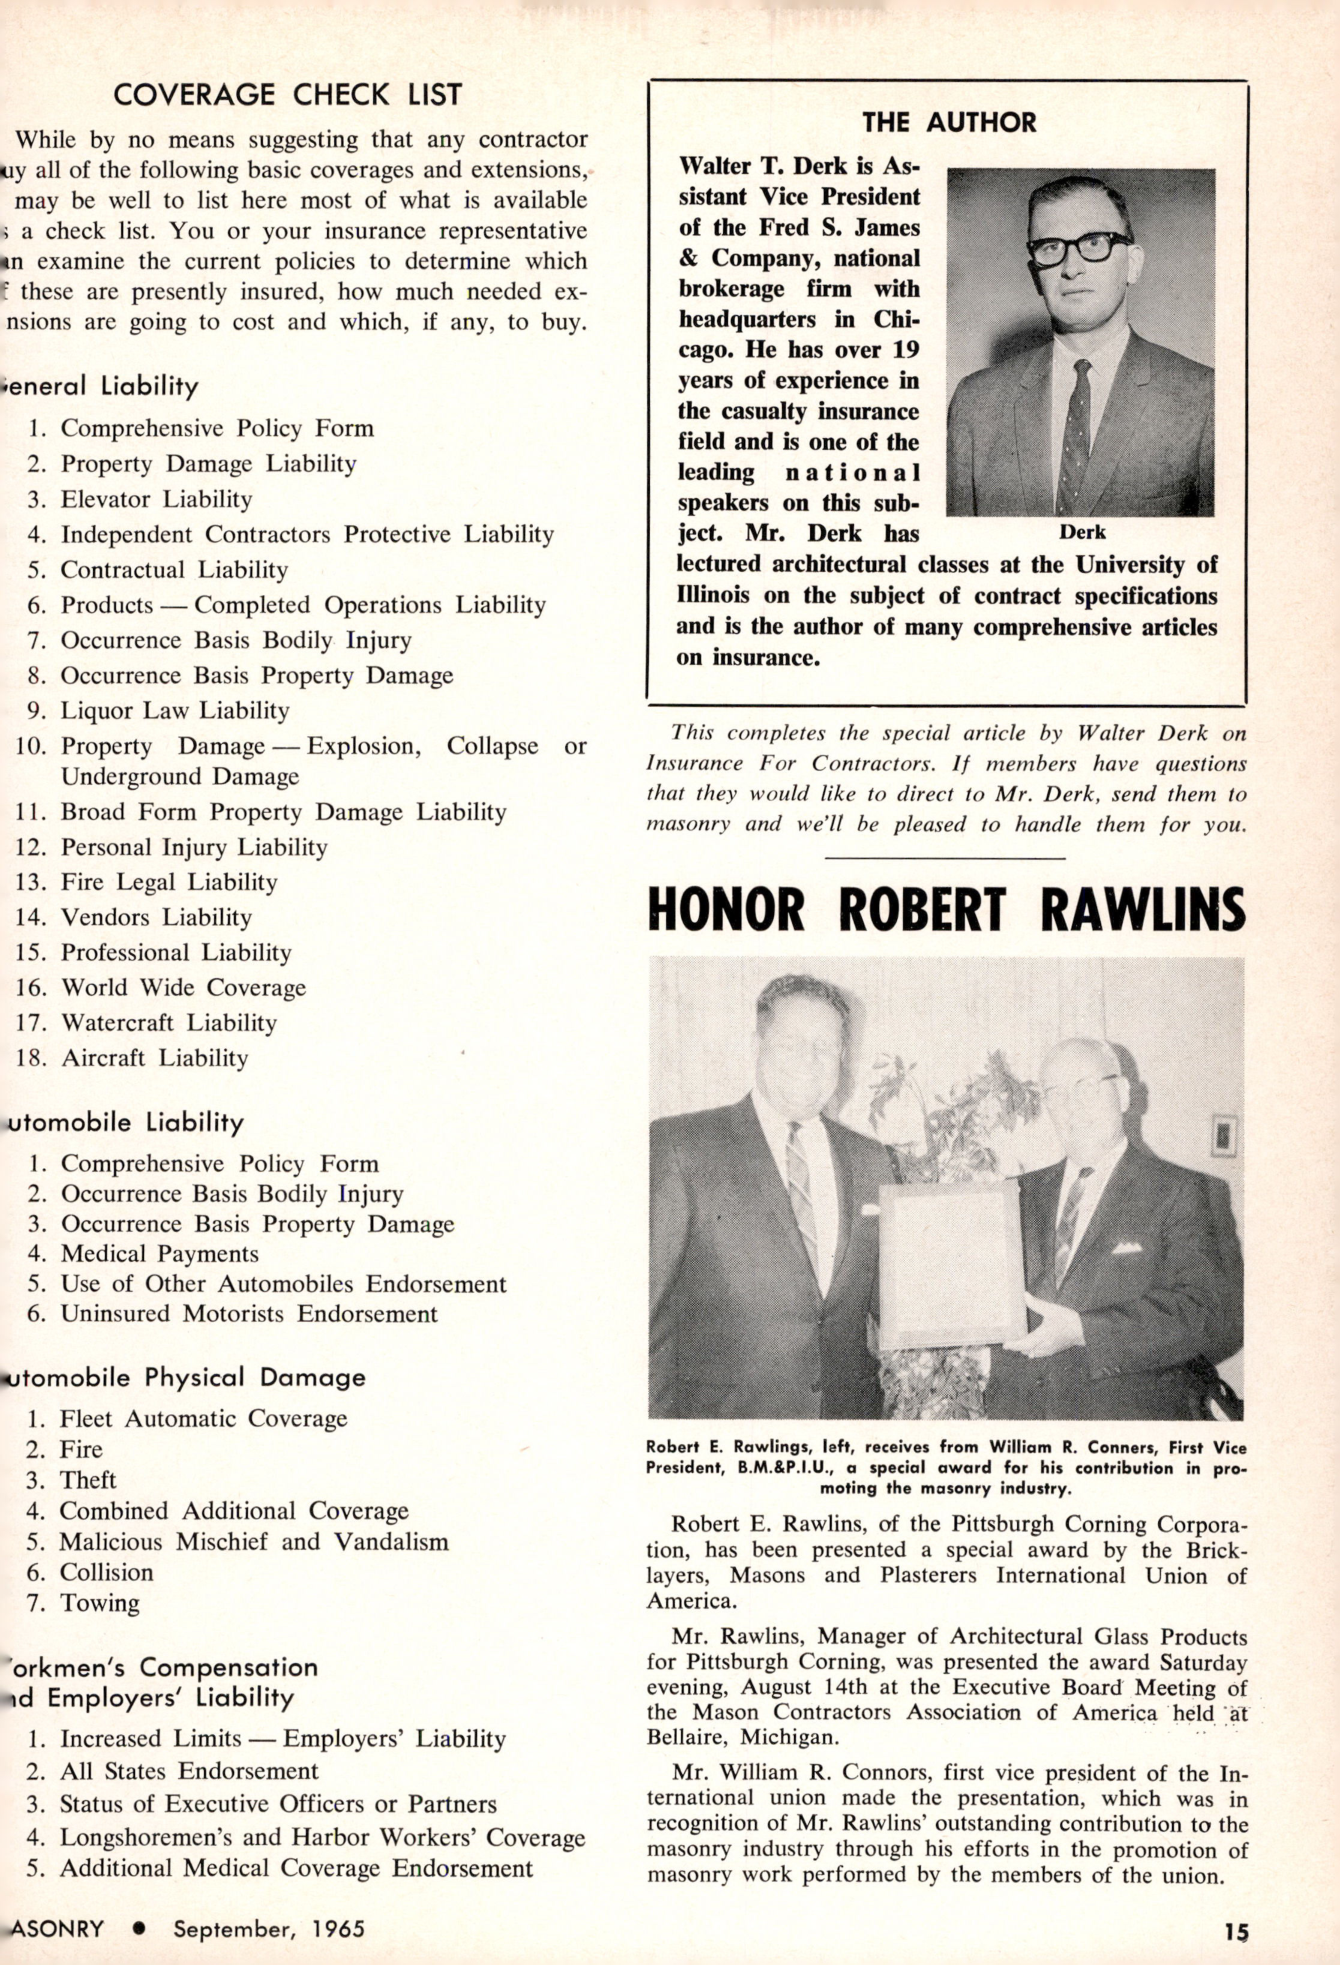 COVERAGE CHECK LIST
While by no means suggesting that any contractor
all of the following basic coverages and extensions,
may be well to list here most of what is available
a check list. You or your insurance representative
examine the current policies to determine which
these are presently insured, how much needed ex-
nsions are going to cost and which, if any, to buy.
eneral Liability
1. Comprehensive Policy Form
2. Property Damage Liability
3. Elevator Liability
4. Independent Contractors Protective Liability
5. Contractual Liability
6. Products — Completed Operations Liability
7. Occurrence Basis Bodily Injury
8. Occurrence Basis Property Damage
9. Liquor Law Liability
10. Property Damage — Explosion, Collapse or
Underground Damage
11. Broad Form Property Damage Liability
12. Personal Injury Liability
13. Fire Legal Liability
14. Vendors Liability
15. Professional Liability
16. World Wide Coverage
17. Watercraft Liability
18. Aircraft Liability
utomobile Liability
1. Comprehensive Policy Form
2. Occurrence Basis Bodily Injury
3. Occurrence Basis Property Damage
4. Medical Payments
5. Use of Other Automobiles Endorsement
6. Uninsured Motorists Endorsement
utomobile Physical Damage
1. Fleet Automatic Coverage
2. Fire
3. Theft
4. Combined Additional Coverage
5. Malicious Mischief and Vandalism
6. Collision
7. Towing
orkmen's Compensation
d Employers' Liability
1. Increased Limits — Employers' Liability
2. All States Endorsement
3. Status of Executive Officers or Partners
4. Longshoremen's and Harbor Workers' Coverage
5. Additional Medical Coverage Endorsement
THE AUTHOR
Walter T. Derk is As-
sistant Vice President
of the Fred S. James
& Company, national
brokerage firm with
headquarters in Chi-
cago. He has over 19
years of experience in
the casualty insurance
field and is one of the
leading national
speakers on this sub-
ject. Mr. Derk has
Derk
lectured architectural classes at the University of
Illinois on the subject of contract specifications
and is the author of many comprehensive articles
on insurance.
This completes the special article by Walter Derk on
Insurance For Contractors. If members have questions
that they would like to direct to Mr. Derk, send them to
masonry and we'll be pleased to handle them for you.
HONOR ROBERT RAWLINS
Robert E. Rawlings, left, receives from William R. Conners, First Vice
President, B.M.&P.I.U., a special award for his contribution in pro-
moting the masonry industry.
Robert E. Rawlins, of the Pittsburgh Corning Corpora-
tion, has been presented a special award by the Brick-
layers, Masons and Plasterers International Union of
America.
Mr. Rawlins, Manager of Architectural Glass Products
for Pittsburgh Corning, was presented the award Saturday
evening, August 14th at the Executive Board Meeting of
the Mason Contractors Association of America held at
Bellaire, Michigan.
Mr. William R. Connors, first vice president of the In-
ternational union made the presentation, which was in
recognition of Mr. Rawlins' outstanding contribution to the
masonry industry through his efforts in the promotion of
masonry work performed by the members of the union.
ASONRY • September, 1965
15